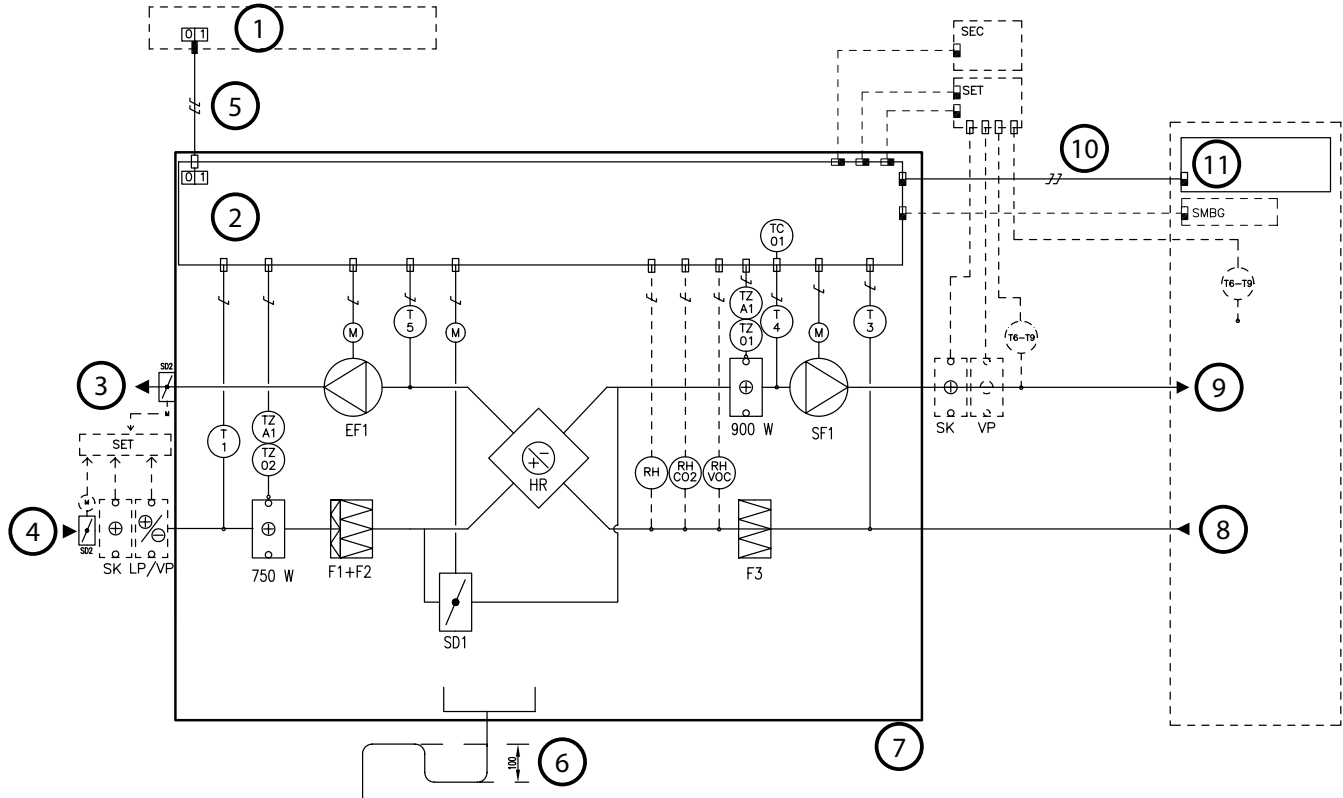 1
0 1
SEC
5
SET
10
11
0 1
SMBG
2
TC
01
T6-T9
TZ
A1
TZ
01
T
5
T
4
T
3
M
M
M
T6-T9
SD2
3
9
M
EF1
900 W
SF1
SK
VP
SET
T
1
TZ
A1
TZ
02
+ -
HR
RH
RH
CO2
RH
VOC
M
4
8
SD2
SK
LP/VP
750 W
F1+F2
F3
SD1
100
6
7